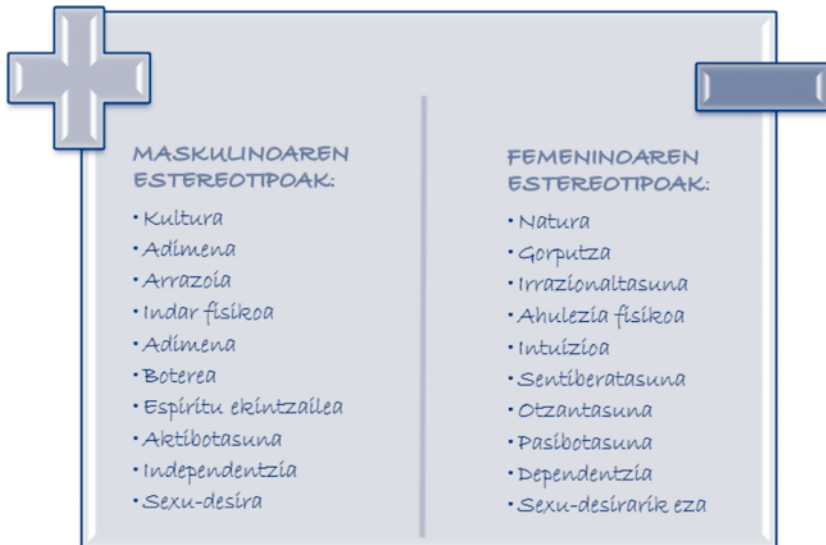 MASKULINOAREN
ESTEREOTIPOAK:
• Kultura
• Adimena
• Arrazoia
• Indar fisikoa
• Adimena
• Boterea
• Espiritu ekintzailea
• Aktibotasuna
• Independentzia
• Sexu-desira
FEMENINOAREN
ESTEREOTIPOAK:
• Natura
• Gorputza
• Irrazionaltasuna
• Ahulezia fisikoa
• Intuizioa
• Sentiberatasuna
• Otzantasuna
• Pasibotasuna
• Dependentzia
• Sexu-desirarik eza